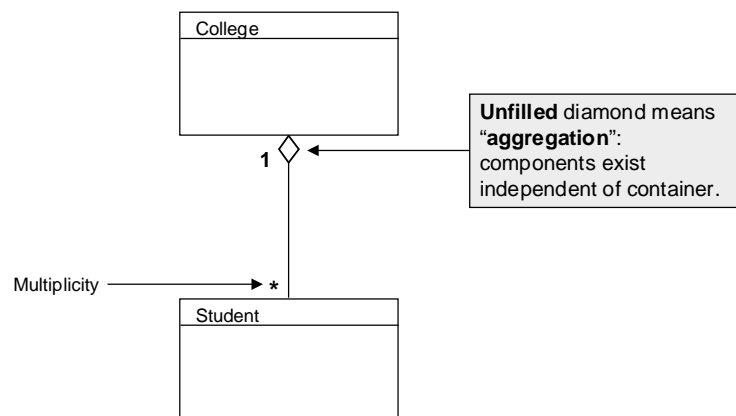 College
Unfilled diamond means
“aggregation”:
components exist
independent of container.
1
Multiplicity
*
Student